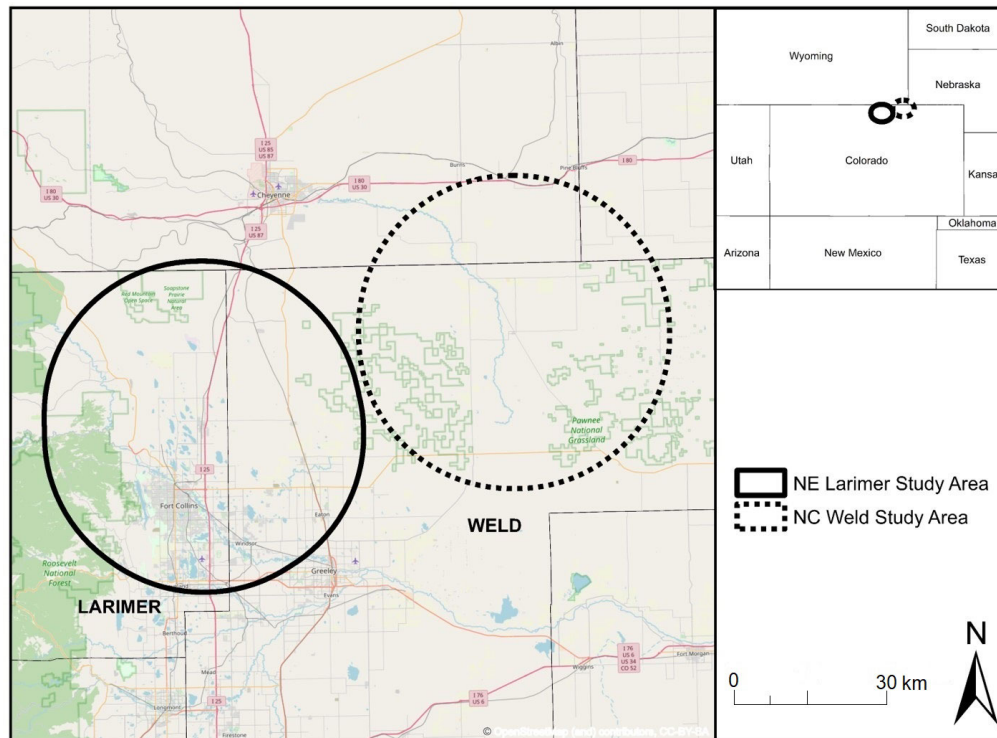 Albin
I 25
US 85
US 87
I 80
US 30
Cheyenne
I 80
US 30
Burns
Pine Bluffs
I 80
I 25
US 87
Red Mountain
Open Space
Soapstone
Prairie
Natural
Area
Pawnee
National
Grassland
I 25
Fort Collins
Eaton
WELD
Windsor
Roosevelt
National
Forest
Greeley
Evans
LARIMER
Berthoud
Mead
I 25
Longmont
Firestone
I 76
US 6
Wiggins
I 76
US 6
US 34
CO 52
Fort Morgan
© OpenStreetMap (and) contributors, CC-BY-SA
South Dakota
Wyoming
Nebraska
Utah
Colorado
Kansa
Oklahoma
Arizona
New Mexico
Texas
NE Larimer Study Area
NC Weld Study Area
N
0 30 km